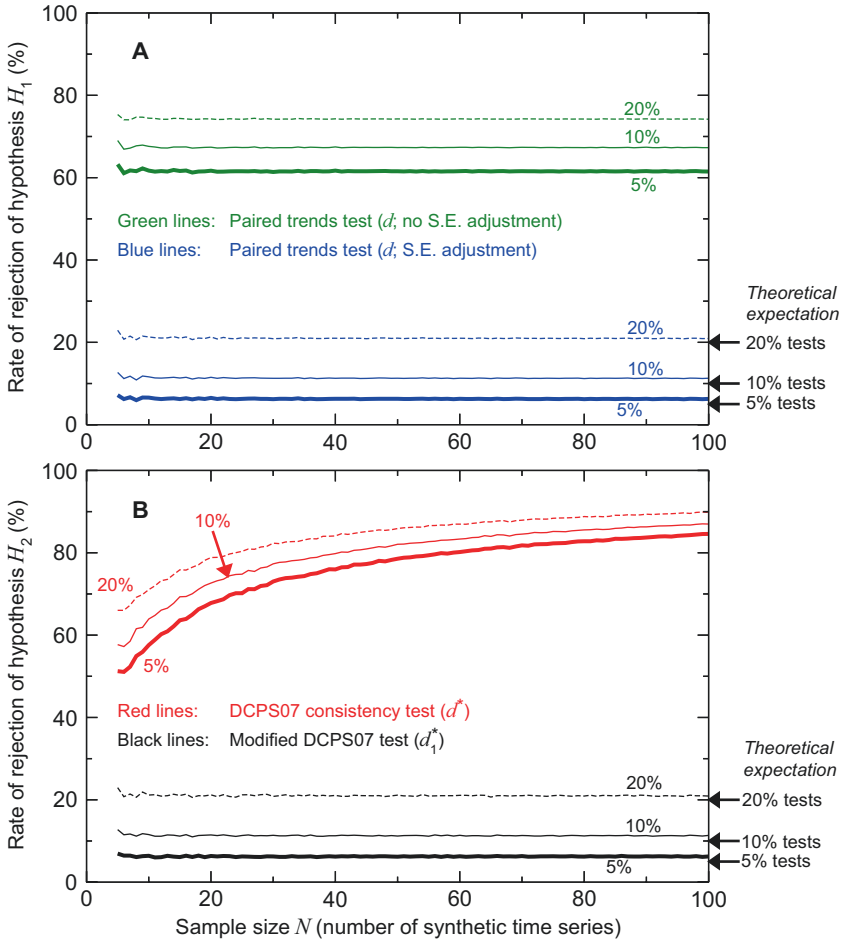 100
80
60
40
20
0
Rate of rejection of hypothesis H₁ (%)
A
20%
10%
5%
Green lines: Paired trends test (d; no S.E. adjustment)
Blue lines: Paired trends test (d; S.E. adjustment)
20%
10%
5%
Theoretical
expectation
20% tests
10% tests
5% tests
0 20 40 60 80 100
100
80
60
40
20
0
Rate of rejection of hypothesis H₂ (%)
B
10%
20%
5%
Red lines: DCPS07 consistency test (d*)
Black lines: Modified DCPS07 test (d₁*)
20%
10%
5%
Theoretical
expectation
20% tests
10% tests
5% tests
0 20 40 60 80 100
Sample size N (number of synthetic time series)